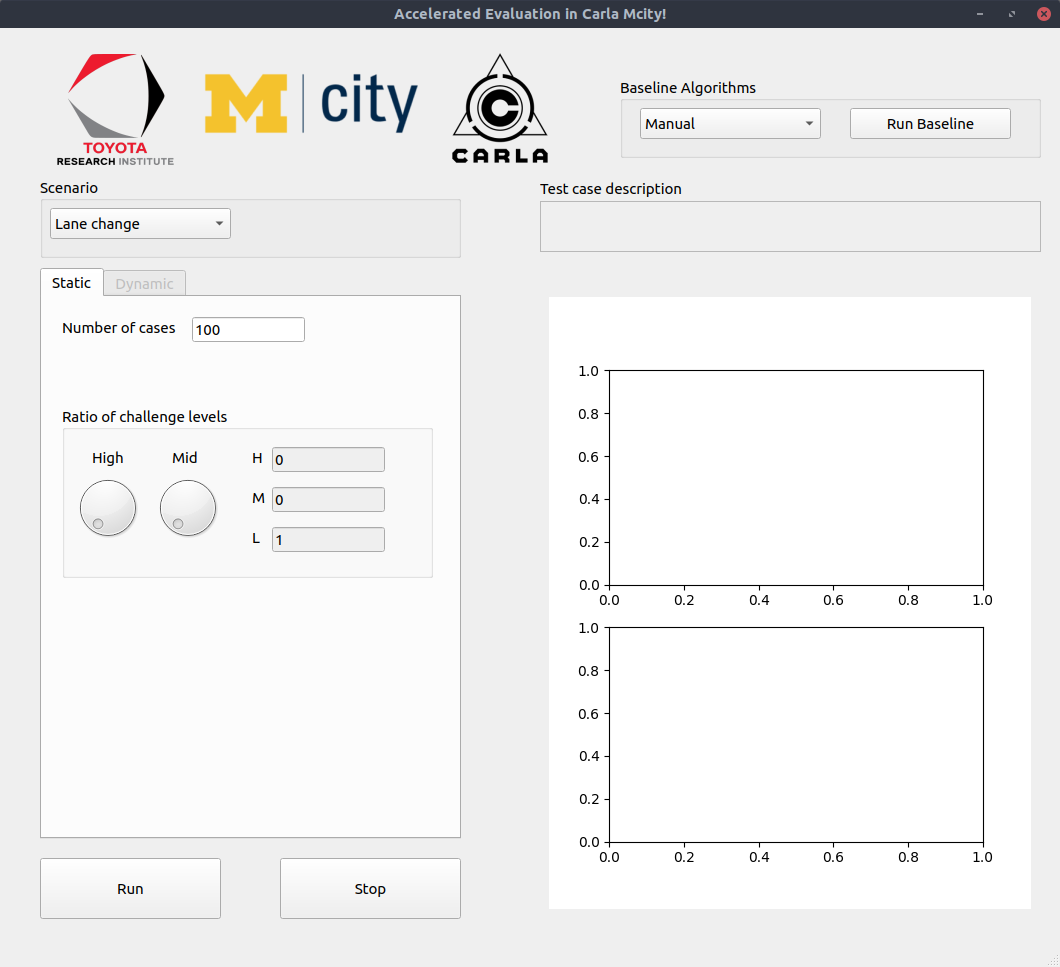 Accelerated Evaluation in Carla Mcity!
TOYOTA
RESEARCH INSTITUTE
M | city
CARLA
Baseline Algorithms
Manual
Run Baseline
Scenario
Lane change
Test case description
Static
Dynamic
Number of cases
100
Ratio of challenge levels
High
Mid
H
0
M
0
L
1
1.0
0.8
0.6
0.4
0.2
0.0
0.0 0.2 0.4 0.6 0.8 1.0
1.0
0.8
0.6
0.4
0.2
0.0
0.0 0.2 0.4 0.6 0.8 1.0
Run
Stop